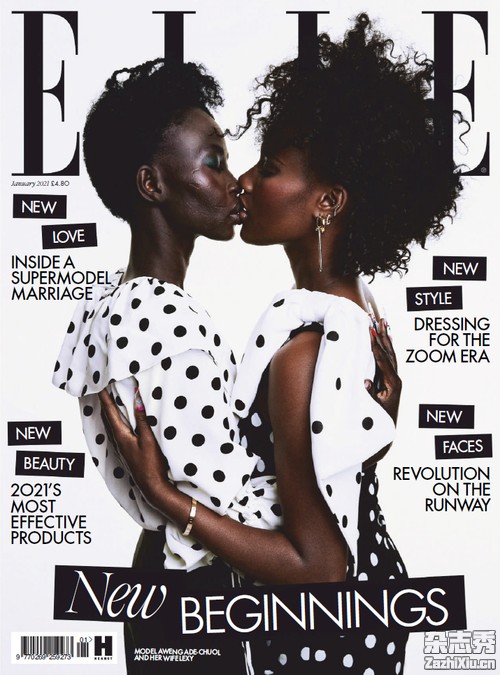 ELLE
January 2021 £4.80
NEW
LOVE
INSIDE A
SUPERMODEL
MARRIAGE
NEW
STYLE
DRESSING
FOR THE
ZOOM ERA
NEW
BEAUTY
2021'S
MOST
EFFECTIVE
PRODUCTS
NEW
FACES
REVOLUTION
ON THE
RUNWAY
New BEGINNINGS
01>
H
HEARST
MODEL AWENG ADE-CHUOL
AND HER WIFE LEXY
杂志秀
ZaZhiXiu.cn